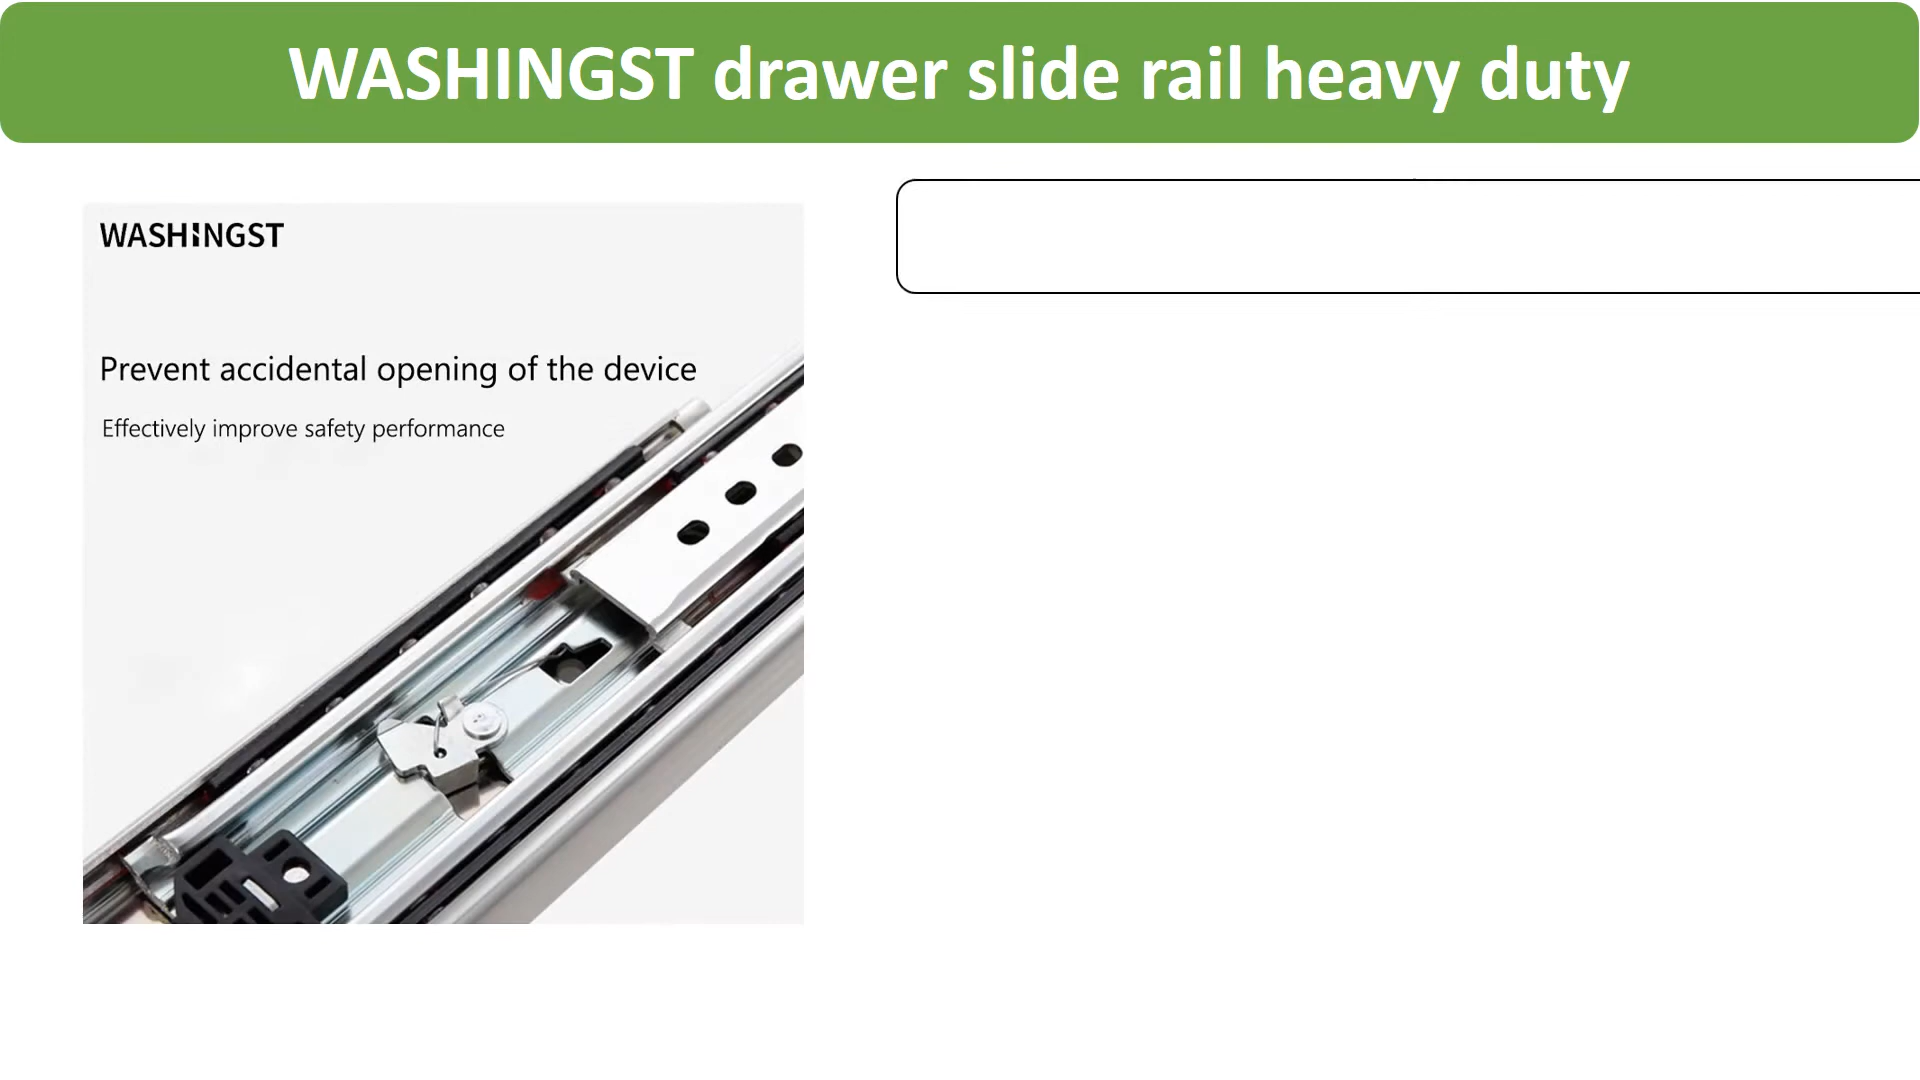 WASHINGST drawer slide rail heavy duty
WASHINGST
Prevent accidental opening of the device
Effectively improve safety performance